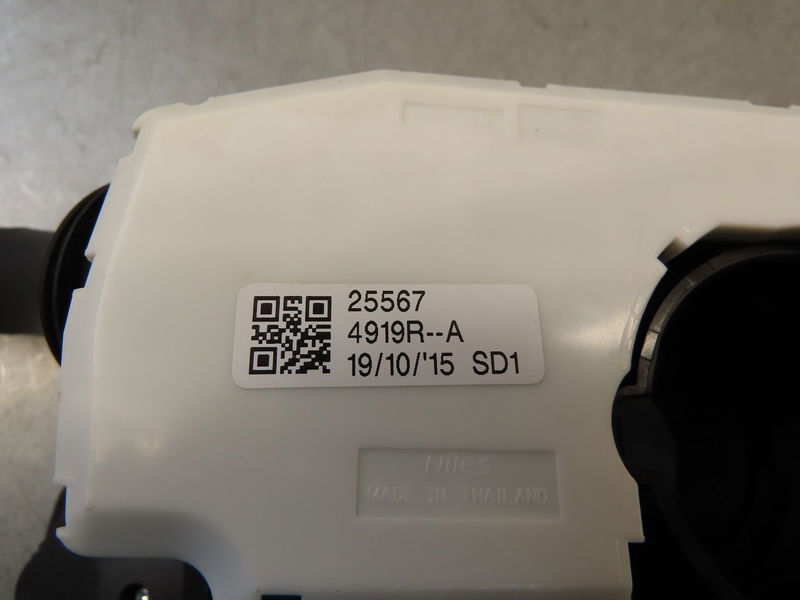 25567
4919R--A
19/10/'15 SD1
Niles
MADE IN THAILAND